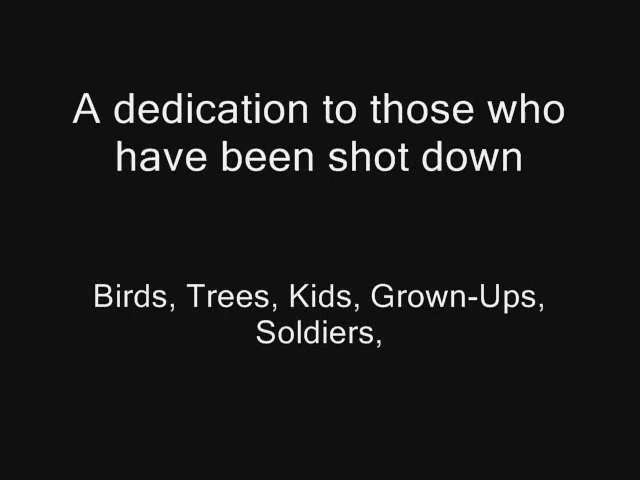 A dedication to those who
have been shot down
Birds, Trees, Kids, Grown-Ups,
Soldiers,